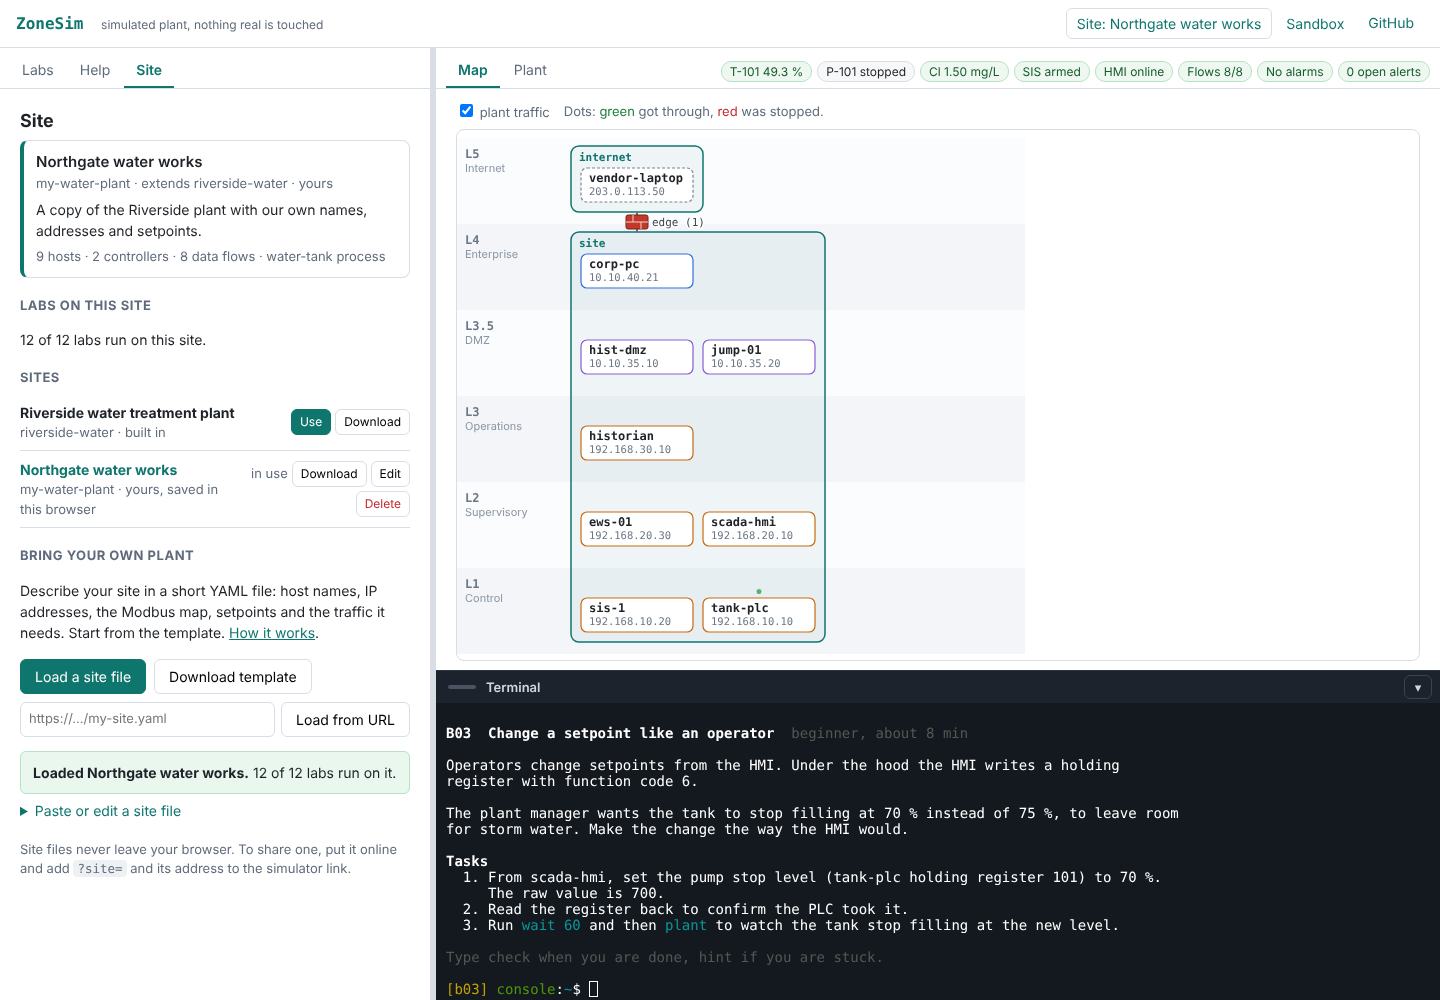 ZoneSim simulated plant, nothing real is touched Site: Northgate water works Sandbox GitHub
Labs Help Site
Site
Northgate water works
my-water-plant · extends riverside-water · yours
A copy of the Riverside plant with our own names,
addresses and setpoints.
9 hosts · 2 controllers · 8 data flows · water-tank process
LABS ON THIS SITE
12 of 12 labs run on this site.
SITES
Riverside water treatment plant
riverside-water · built in
Use Download
Northgate water works
my-water-plant · yours, saved in
this browser
in use Download Edit
Delete
BRING YOUR OWN PLANT
Describe your site in a short YAML file: host names, IP
addresses, the Modbus map, setpoints and the traffic it
needs. Start from the template. How it works.
Load a site file Download template
https://.../my-site.yaml Load from URL
Loaded Northgate water works. 12 of 12 labs run on it.
▶ Paste or edit a site file
Site files never leave your browser. To share one, put it online
and add ?site= and its address to the simulator link.
Map Plant T-101 49.3 % P-101 stopped Cl 1.50 mg/L SIS armed HMI online Flows 8/8 No alarms 0 open alerts
plant traffic Dots: green got through, red was stopped.
L5
Internet
internet
vendor-laptop
203.0.113.50
edge (1)
L4
Enterprise
site
corp-pc
10.10.40.21
L3.5
DMZ
hist-dmz
10.10.35.10
jump-01
10.10.35.20
L3
Operations
historian
192.168.30.10
L2
Supervisory
ews-01
192.168.20.30
scada-hmi
192.168.20.10
L1
Control
sis-1
192.168.10.20
tank-plc
192.168.10.10
Terminal
B03 Change a setpoint like an operator beginner, about 8 min
Operators change setpoints from the HMI. Under the hood the HMI writes a holding
register with function code 6.
The plant manager wants the tank to stop filling at 70 % instead of 75 %, to leave room
for storm water. Make the change the way the HMI would.
Tasks
1. From scada-hmi, set the pump stop level (tank-plc holding register 101) to 70 %.
The raw value is 700.
2. Read the register back to confirm the PLC took it.
3. Run wait 60 and then plant to watch the tank stop filling at the new level.
Type check when you are done, hint if you are stuck.
[b03] console:~$